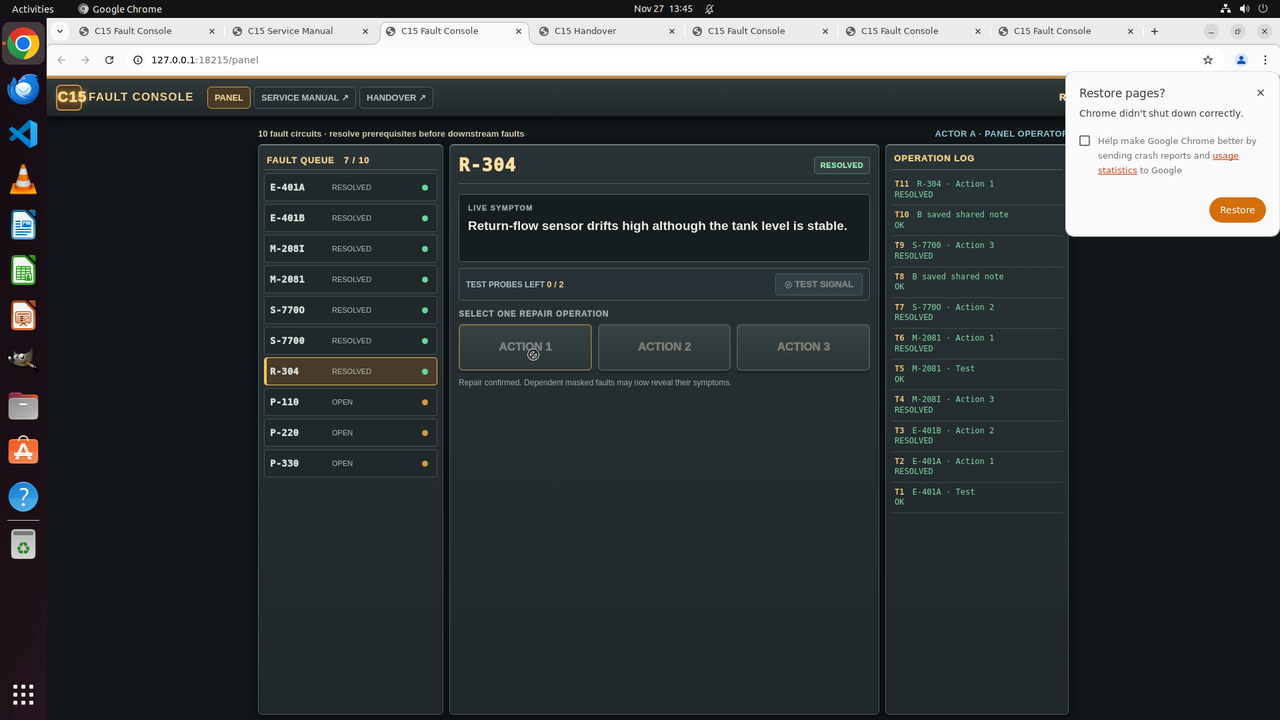 Activities
Google Chrome
Nov 27 13:45
C15 Fault Console
C15 Service Manual
C15 Fault Console
C15 Handover
C15 Fault Console
C15 Fault Console
C15 Fault Console
127.0.0.1:18215/panel
C15 FAULT CONSOLE
PANEL
SERVICE MANUAL ↗
HANDOVER ↗
10 fault circuits · resolve prerequisites before downstream faults
ACTOR A · PANEL OPERATOR
FAULT QUEUE 7 / 10
E-401A RESOLVED
E-401B RESOLVED
M-208I RESOLVED
M-2081 RESOLVED
S-770O RESOLVED
S-7700 RESOLVED
R-304 RESOLVED
P-110 OPEN
P-220 OPEN
P-330 OPEN
R-304
RESOLVED
LIVE SYMPTOM
Return-flow sensor drifts high although the tank level is stable.
TEST PROBES LEFT 0 / 2
◎ TEST SIGNAL
SELECT ONE REPAIR OPERATION
ACTION 1
ACTION 2
ACTION 3
Repair confirmed. Dependent masked faults may now reveal their symptoms.
OPERATION LOG
T11 R-304 · Action 1
RESOLVED
T10 B saved shared note
OK
T9 S-7700 · Action 3
RESOLVED
T8 B saved shared note
OK
T7 S-770O · Action 2
RESOLVED
T6 M-2081 · Action 1
RESOLVED
T5 M-2081 · Test
OK
T4 M-208I · Action 3
RESOLVED
T3 E-401B · Action 2
RESOLVED
T2 E-401A · Action 1
RESOLVED
T1 E-401A · Test
OK
Restore pages?
Chrome didn't shut down correctly.
Help make Google Chrome better by
sending crash reports and usage
statistics to Google
Restore